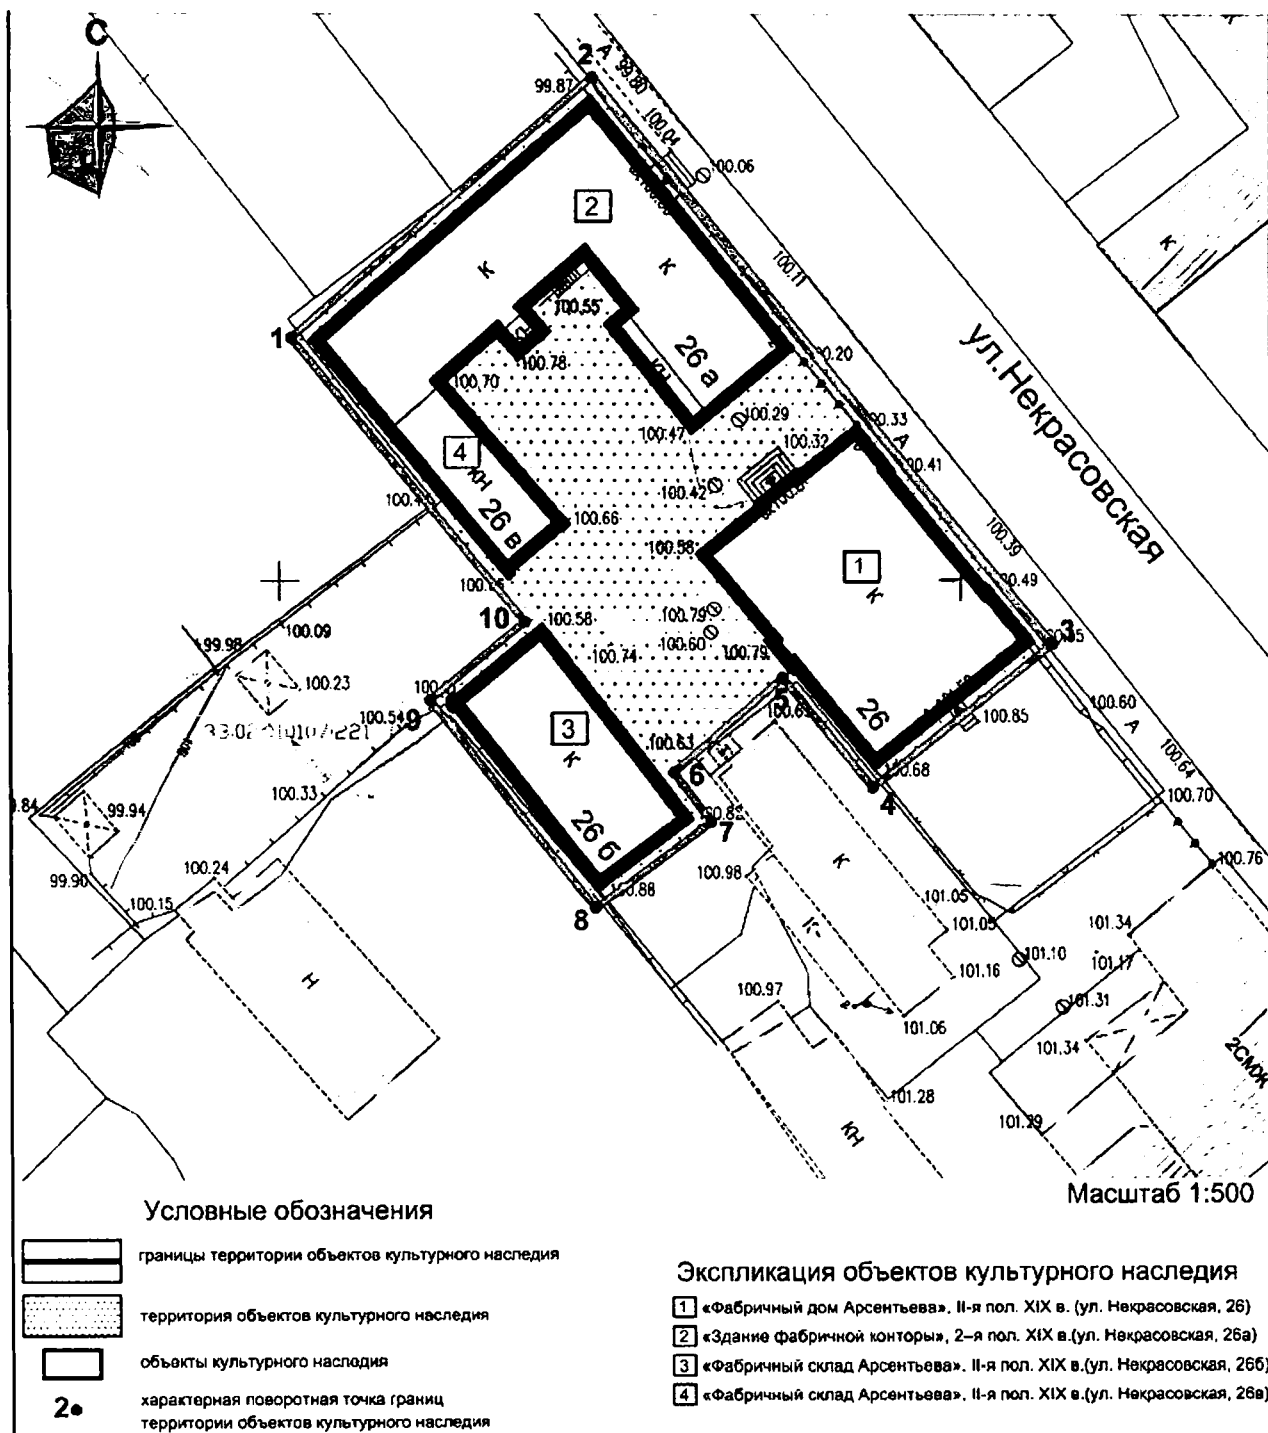 С
2
А
99.80
99.87
100.04
100.06
2
К
К
100.11
ул.Некрасовская
К
100.55
26 а
КН
100.78
100.20
1
100.70
100.29
100.33
А
100.47
100.32
100.41
4
КН
26 в
100.42
100.66
100.58
1
К
100.39
100.49
10
100.58
100.79
100.60
3
99.98
100.09
100.74
100.79
100.23
100.60
А
5
26
100.85
9
100.54
3
К
100.63
6
100.68
4
100.64
100.70
99.94
100.33
26 б
7
99.90
100.24
100.98
К
100.76
100.15
100.88
8
101.05
101.05
101.34
К
101.10
101.17
Н
101.16
100.97
101.31
101.06
101.34
2СМЖ
101.28
101.29
КН
Масштаб 1:500
Условные обозначения
границы территории объектов культурного наследия
территория объектов культурного наследия
объекты культурного наследия
2
характерная поворотная точка границ
территории объектов культурного наследия
Экспликация объектов культурного наследия
1 «Фабричный дом Арсентьева», II-я пол. XIX в. (ул. Некрасовская, 26)
2 «Здание фабричной конторы», 2-я пол. XIX в.(ул. Некрасовская, 26а)
3 «Фабричный склад Арсентьева», II-я пол. XIX в.(ул. Некрасовская, 26б)
4 «Фабричный склад Арсентьева», II-я пол. XIX в.(ул. Некрасовская, 26в)